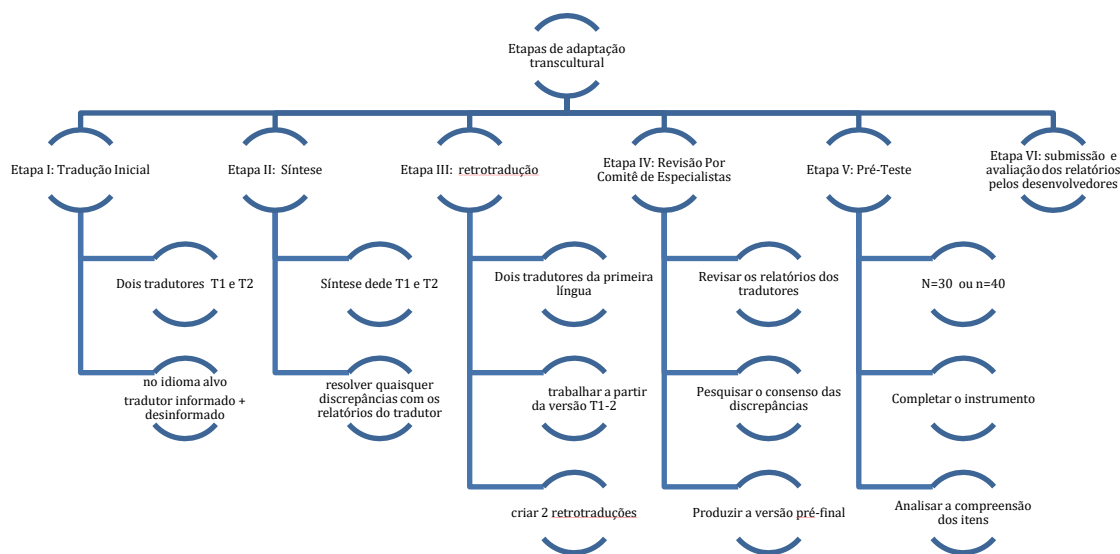 Etapas de adaptação
transcultural
Etapa I: Tradução Inicial
Dois tradutores T1 e T2
no idioma alvo
tradutor informado +
desinformado
Etapa II: Síntese
Síntese dede T1 e T2
resolver quaisquer
discrepâncias com os
relatórios do tradutor
Etapa III: retrotradução
Dois tradutores da primeira
língua
trabalhar a partir
da versão T1-2
criar 2 retrotraduções
Etapa IV: Revisão Por
Comitê de Especialistas
Revisar os relatórios dos
tradutores
Pesquisar o consenso das
discrepâncias
Produzir a versão pré-final
Etapa V: Pré-Teste
N=30 ou n=40
Completar o instrumento
Analisar a compreensão
dos itens
Etapa VI: submissão e
avaliação dos relatórios
pelos desenvolvedores